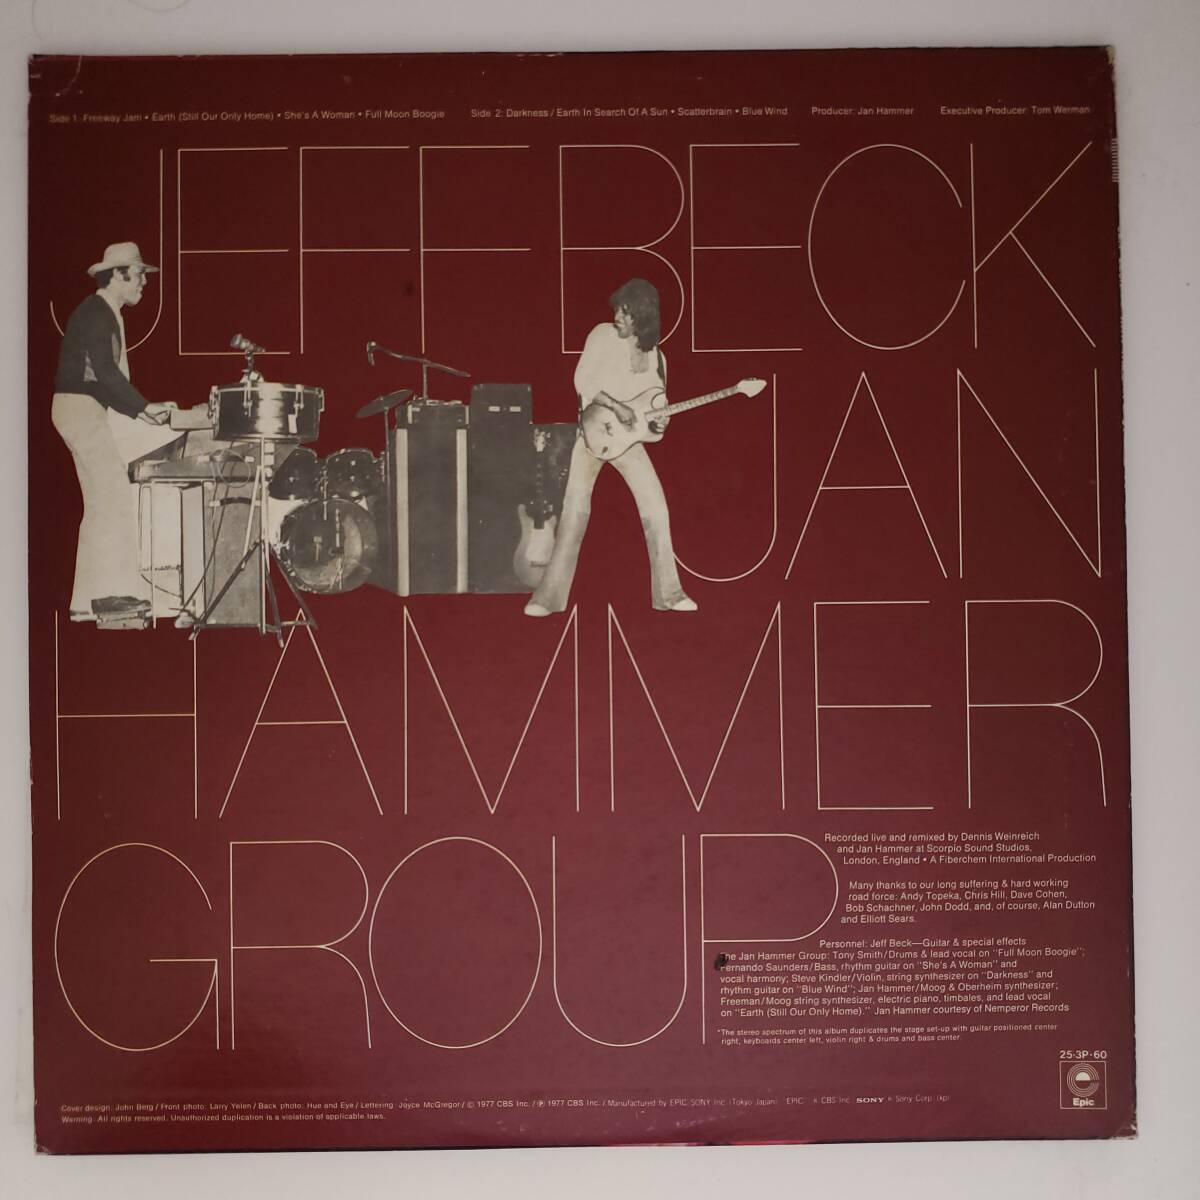 Side 1: Freeway Jam • Earth (Still Our Only Home) • She's A Woman • Full Moon Boogie Side 2: Darkness / Earth In Search Of A Sun • Scatterbrain • Blue Wind Producer: Jan Hammer Executive Producer: Tom Werman
JEFF BECK
JAN
HAMMER
GROUP
Recorded live and remixed by Dennis Weinreich
and Jan Hammer at Scorpio Sound Studios,
London, England • A Fiberchem International Production
Many thanks to our long suffering & hard working
road force: Andy Topeka, Chris Hill, Dave Cohen,
Bob Schachner, John Dodd, and, of course, Alan Dutton
and Elliott Sears.
Personnel: Jeff Beck—Guitar & special effects
The Jan Hammer Group: Tony Smith/Drums & lead vocal on "Full Moon Boogie";
Fernando Saunders/Bass, rhythm guitar on "She's A Woman" and
vocal harmony; Steve Kindler/Violin, string synthesizer on "Darkness" and
rhythm guitar on "Blue Wind"; Jan Hammer/Moog & Oberheim synthesizer;
Freeman/Moog string synthesizer, electric piano, timbales, and lead vocal
on "Earth (Still Our Only Home)." Jan Hammer courtesy of Nemperor Records
*The stereo spectrum of this album duplicates the stage set-up with guitar positioned center
right, keyboards center left, violin right & drums and bass center.
25·3P-60
Epic
Cover design: John Berg / Front photo: Larry Yelen / Back photo: Hue and Eye / Lettering: Joyce McGregor / © 1977 CBS Inc. / ℗ 1977 CBS Inc. / Manufactured by EPIC SONY Inc. (Tokyo Japan) "EPIC" CBS Inc. SONY Sony Corp. (kp)
Warning: All rights reserved. Unauthorized duplication is a violation of applicable laws.